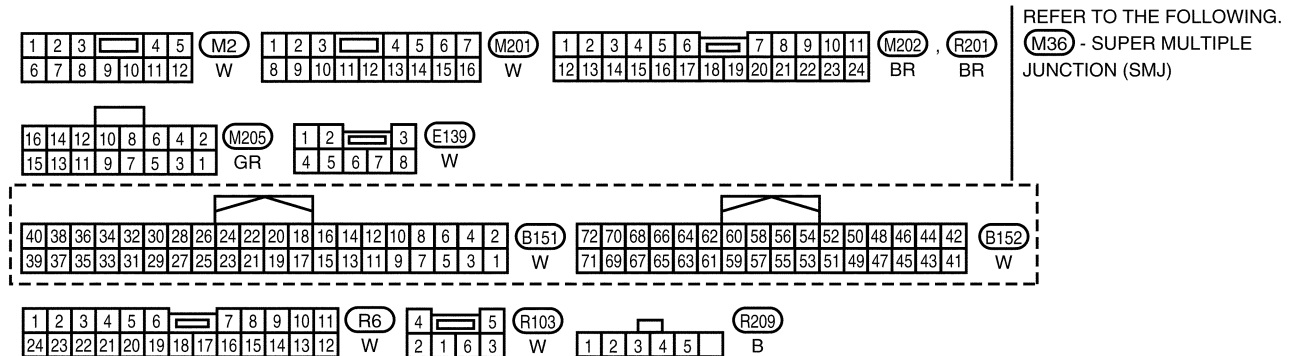 1 2 3 4 5 M2 1 2 3 4 5 6 7 M201 1 2 3 4 5 6 7 8 9 10 11 M202 , R201
6 7 8 9 10 11 12 W 8 9 10 11 12 13 14 15 16 W 12 13 14 15 16 17 18 19 20 21 22 23 24 BR BR
REFER TO THE FOLLOWING.
M36 - SUPER MULTIPLE
JUNCTION (SMJ)
16 14 12 10 8 6 4 2 M205 1 2 3 E139
15 13 11 9 7 5 3 1 GR 4 5 6 7 8 W
40 38 36 34 32 30 28 26 24 22 20 18 16 14 12 10 8 6 4 2 B151 72 70 68 66 64 62 60 58 56 54 52 50 48 46 44 42 B152
39 37 35 33 31 29 27 25 23 21 19 17 15 13 11 9 7 5 3 1 W 71 69 67 65 63 61 59 57 55 53 51 49 47 45 43 41 W
1 2 3 4 5 6 7 8 9 10 11 R6 4 5 R103 R209
24 23 22 21 20 19 18 17 16 15 14 13 12 W 2 1 6 3 W 1 2 3 4 5 B